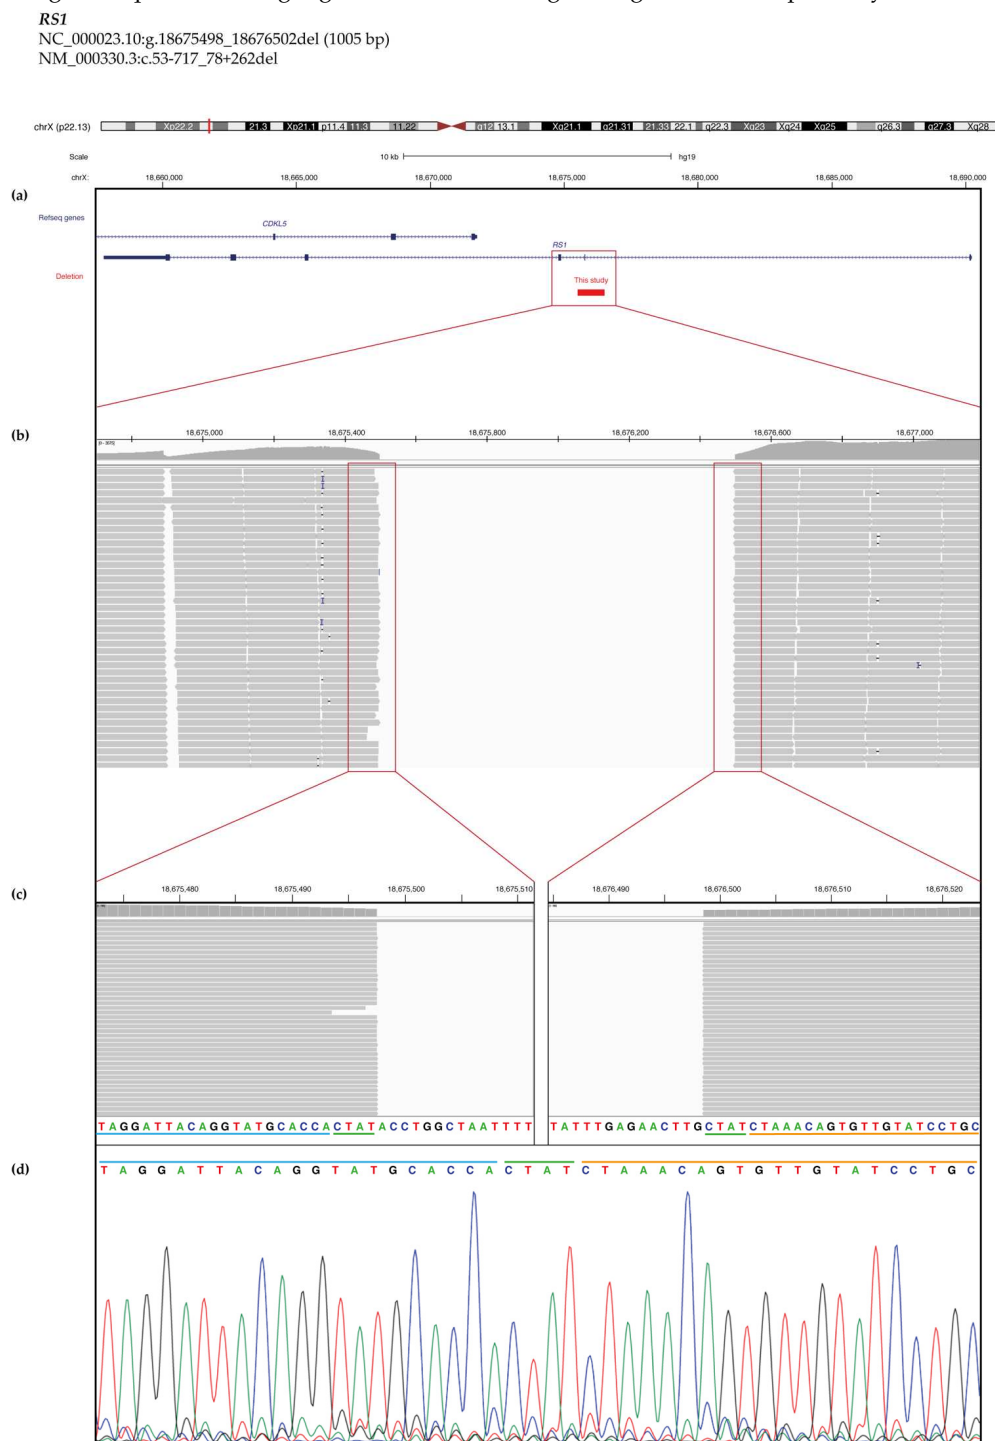 RS1
NC_000023.10:g.18675498_18676502del (1005 bp)
NM_000330.3:c.53-717_78+262del
chrX (p22.13)
Xp22.2 21.3 Xp21.1 p11.4 11.3 11.22 q12 13.1 Xq21.1 q21.31 21.33 22.1 q22.3 Xq23 Xq24 Xq25 q26.3 q27.3 Xq28
Scale 10 kb hg19
chrX: 18,660,000 18,665,000 18,670,000 18,675,000 18,680,000 18,685,000 18,690,000
(a)
Refseq genes
CDKL5
RS1
Deletion
This study
(b)
18,675,000 18,675,400 18,675,800 18,676,200 18,676,600 18,677,000
(c)
18,675,480 18,675,490 18,675,500 18,675,510 18,676,490 18,676,500 18,676,510 18,676,520
TAGGATTACAGGTATGCACCACTATACCTGGCTAATTTT TATTTGAGAACTTGCTATCTAAACAGTGTTGTATCCTGC
(d)
TAGGATTACAGGTATGCACCACTATCTAAACAGTGTTGTATCCTGC